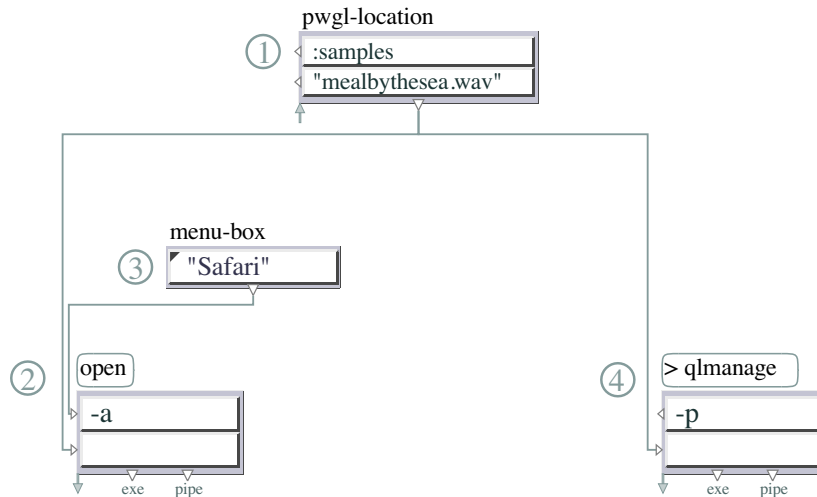 pwgl-location
1
:samples
"mealbythesea.wav"
menu-box
3
"Safari"
2
open
-a
exe pipe
4
> qlmanage
-p
exe pipe